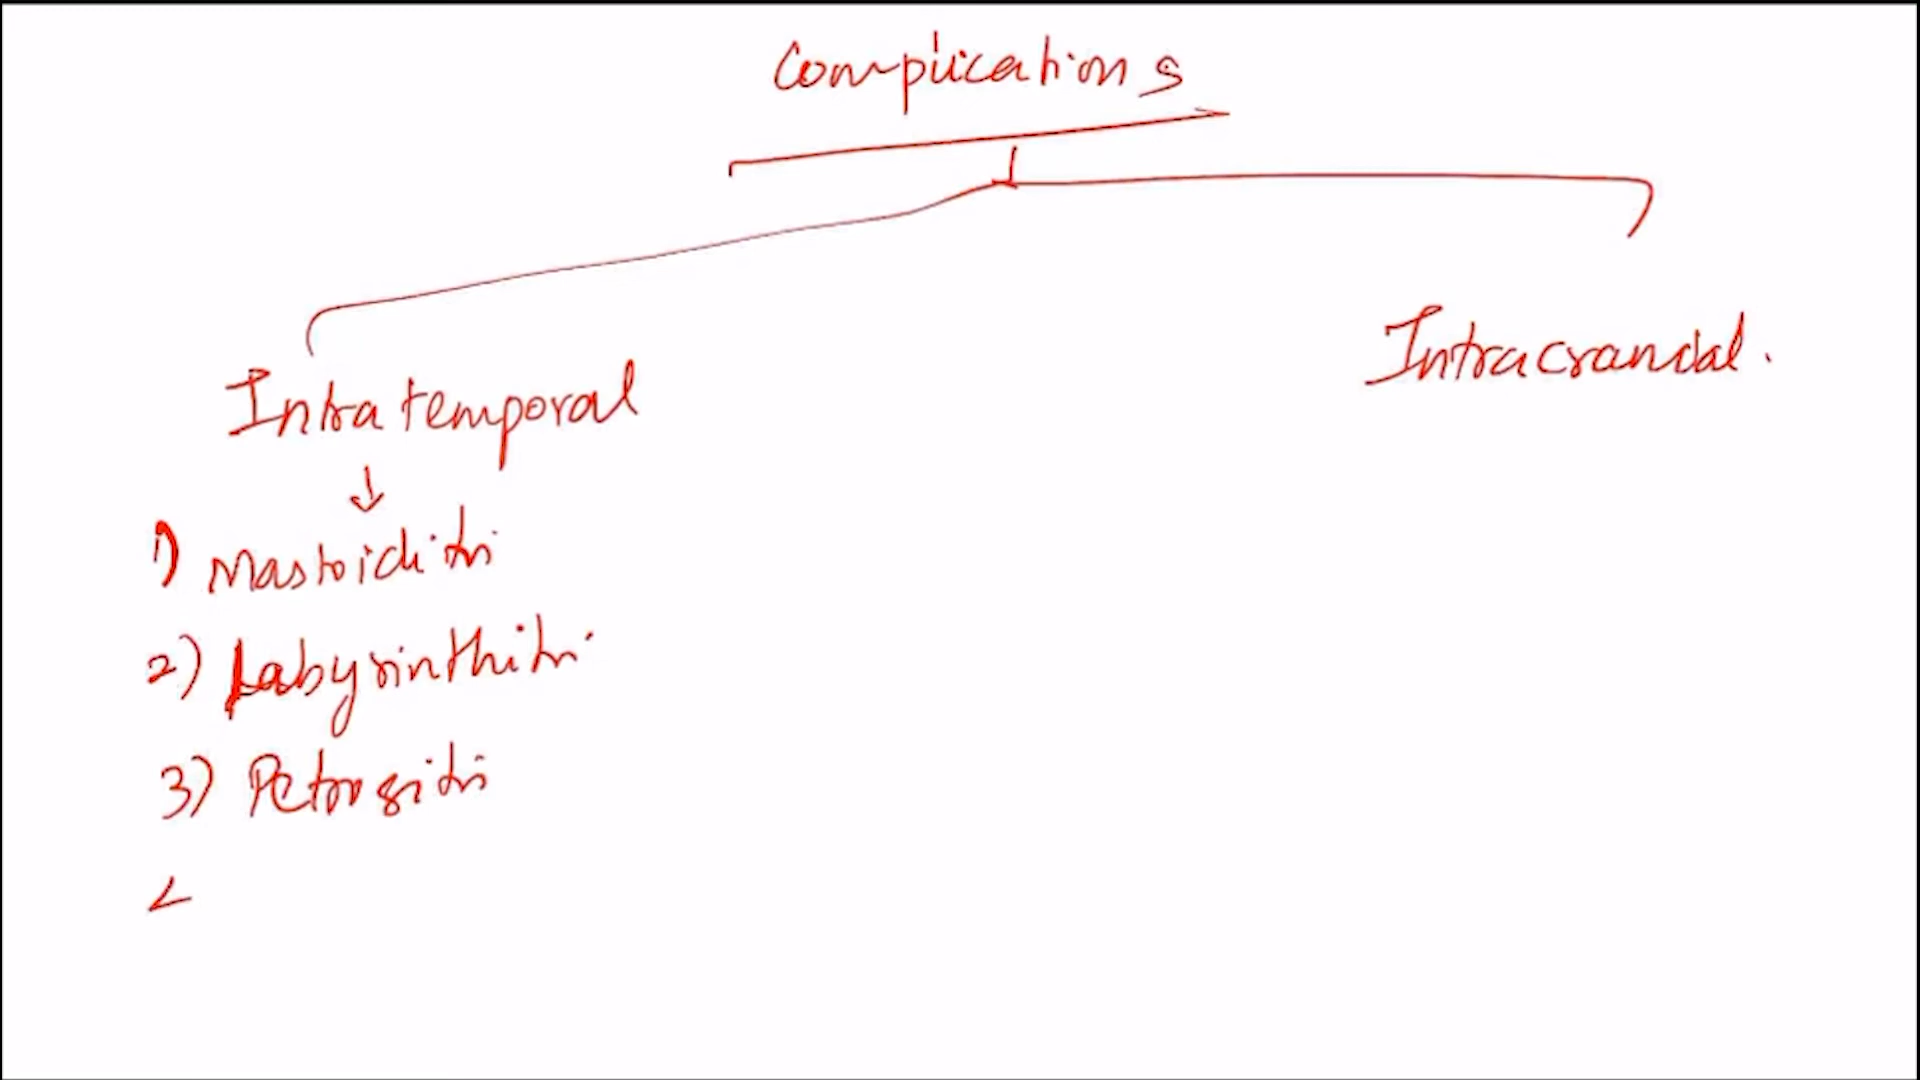 Complications
Intratemporal
Intracranial.
↓
1) Mastoiditis
2) Labyrinthitis
3) Petrositis